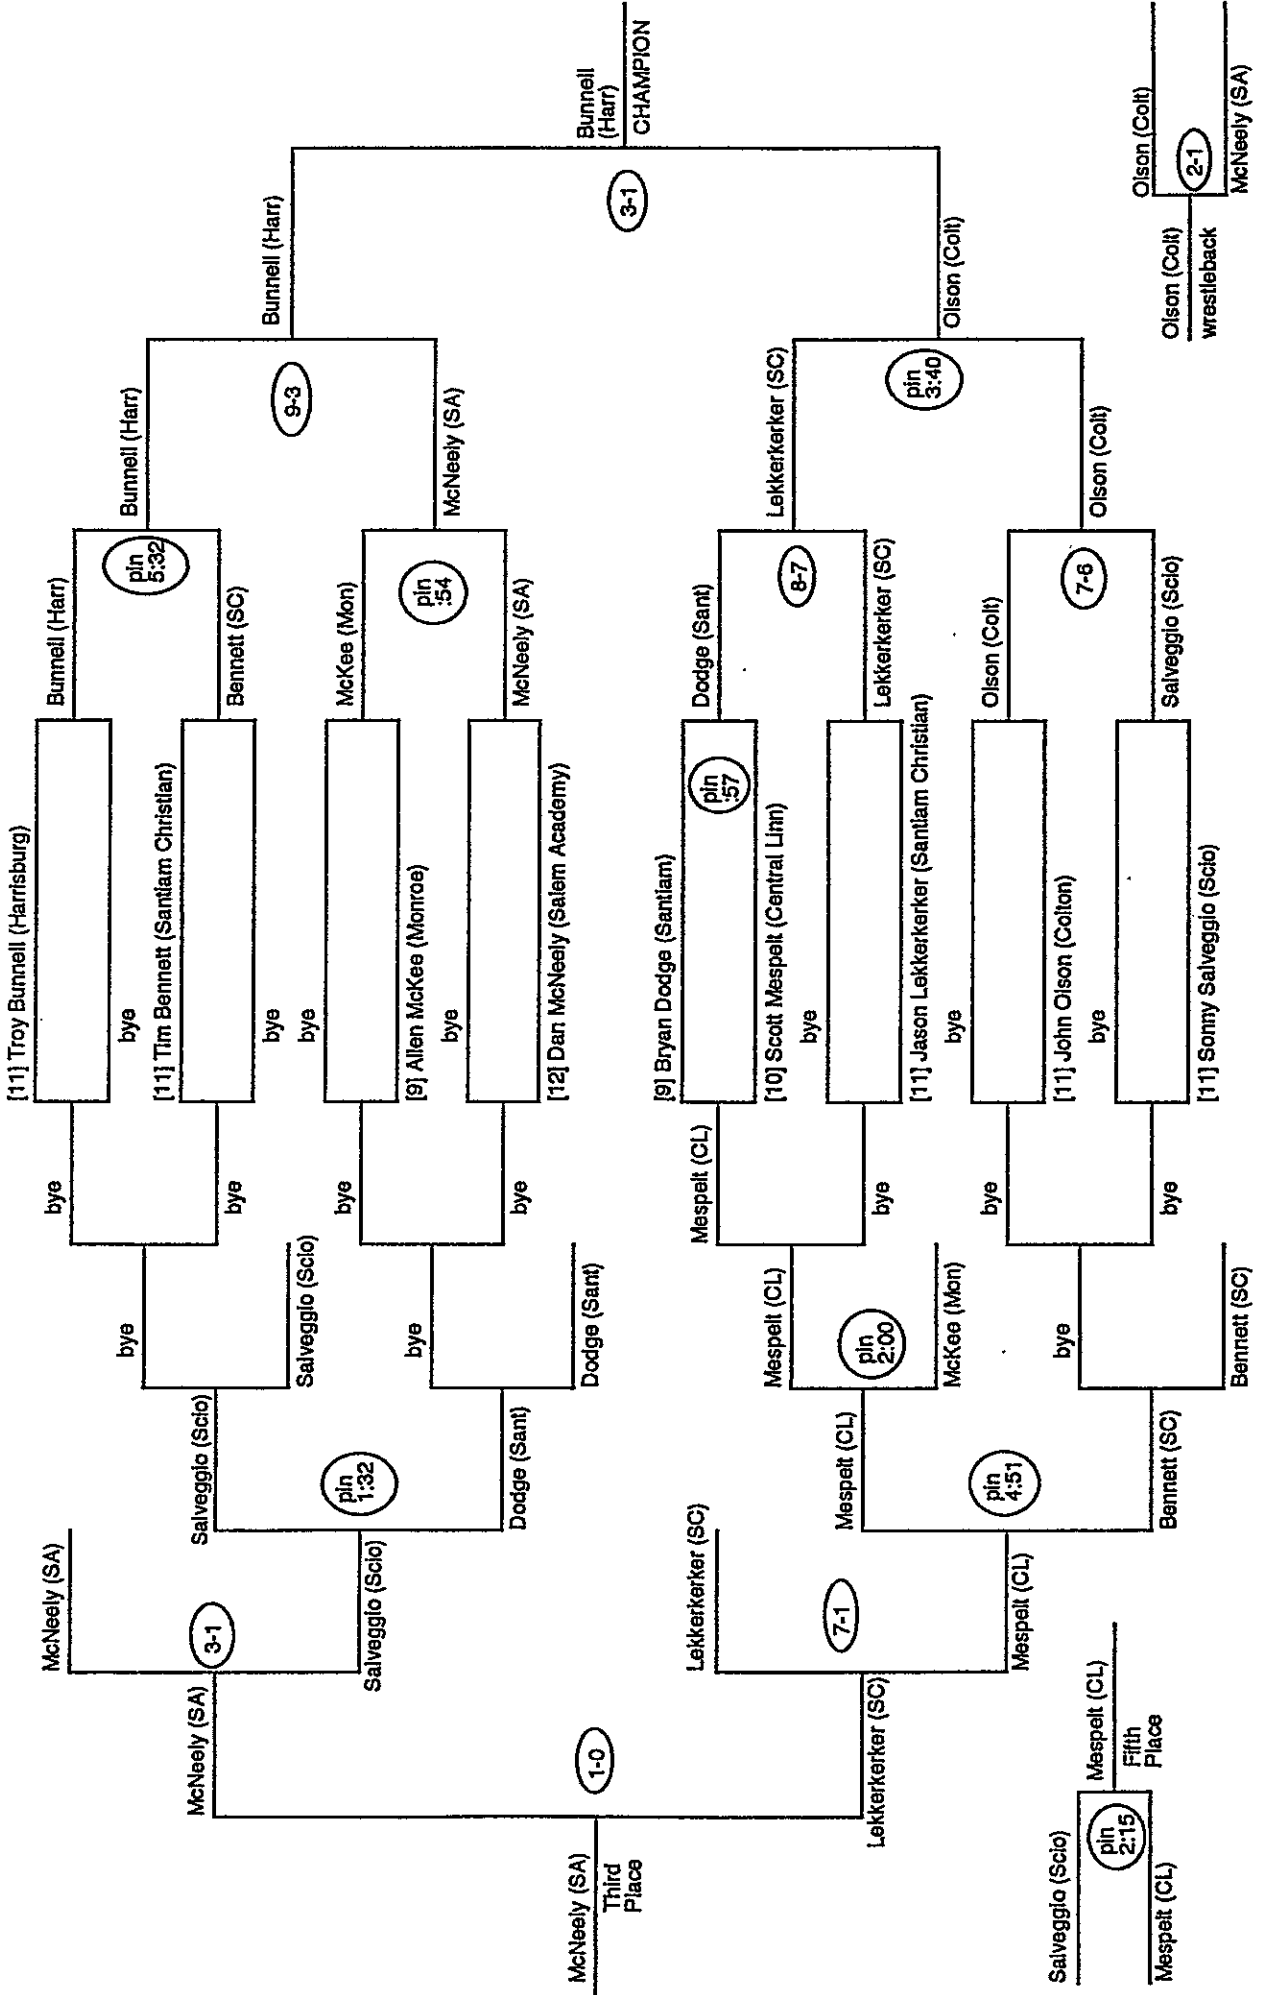 [11] Troy Bunnell (Harrisburg)
bye
[11] Tim Bennett (Santiam Christian)
bye
bye
[9] Allen McKee (Monroe)
bye
[12] Dan McNeely (Salem Academy)
[9] Bryan Dodge (Santiam)
pin
:57
[10] Scott Mespelt (Central Linn)
bye
[11] Jason Lekkerkerker (Santiam Christian)
bye
[11] John Olson (Colton)
bye
[11] Sonny Salveggio (Scio)
Bunnell (Harr)
pin
5:32
Bennett (SC)
McKee (Mon)
pin
:54
McNeely (SA)
Dodge (Sant)
8-7
Lekkerkerker (SC)
Olson (Colt)
7-6
Salveggio (Scio)
Bunnell (Harr)
9-3
McNeely (SA)
Lekkerkerker (SC)
pin
3:40
Olson (Colt)
Bunnell (Harr)
3-1
Olson (Colt)
Bunnell
(Harr)
CHAMPION
Olson (Colt)
2-1
McNeely (SA)
Olson (Colt)
wrestleback
bye
bye
bye
bye
Mespelt (CL)
bye
bye
bye
bye
Salveggio (Scio)
bye
Dodge (Sant)
Mespelt (CL)
pin
2:00
McKee (Mon)
bye
Bennett (SC)
Salveggio (Scio)
pin
1:32
Dodge (Sant)
Mespelt (CL)
pin
4:51
Bennett (SC)
McNeely (SA)
3-1
Salveggio (Scio)
Lekkerkerker (SC)
7-1
Mespelt (CL)
McNeely (SA)
1-0
Lekkerkerker (SC)
McNeely (SA)
Third
Place
Salveggio (Scio)
pin
2:15
Mespelt (CL)
Mespelt (CL)
Fifth
Place